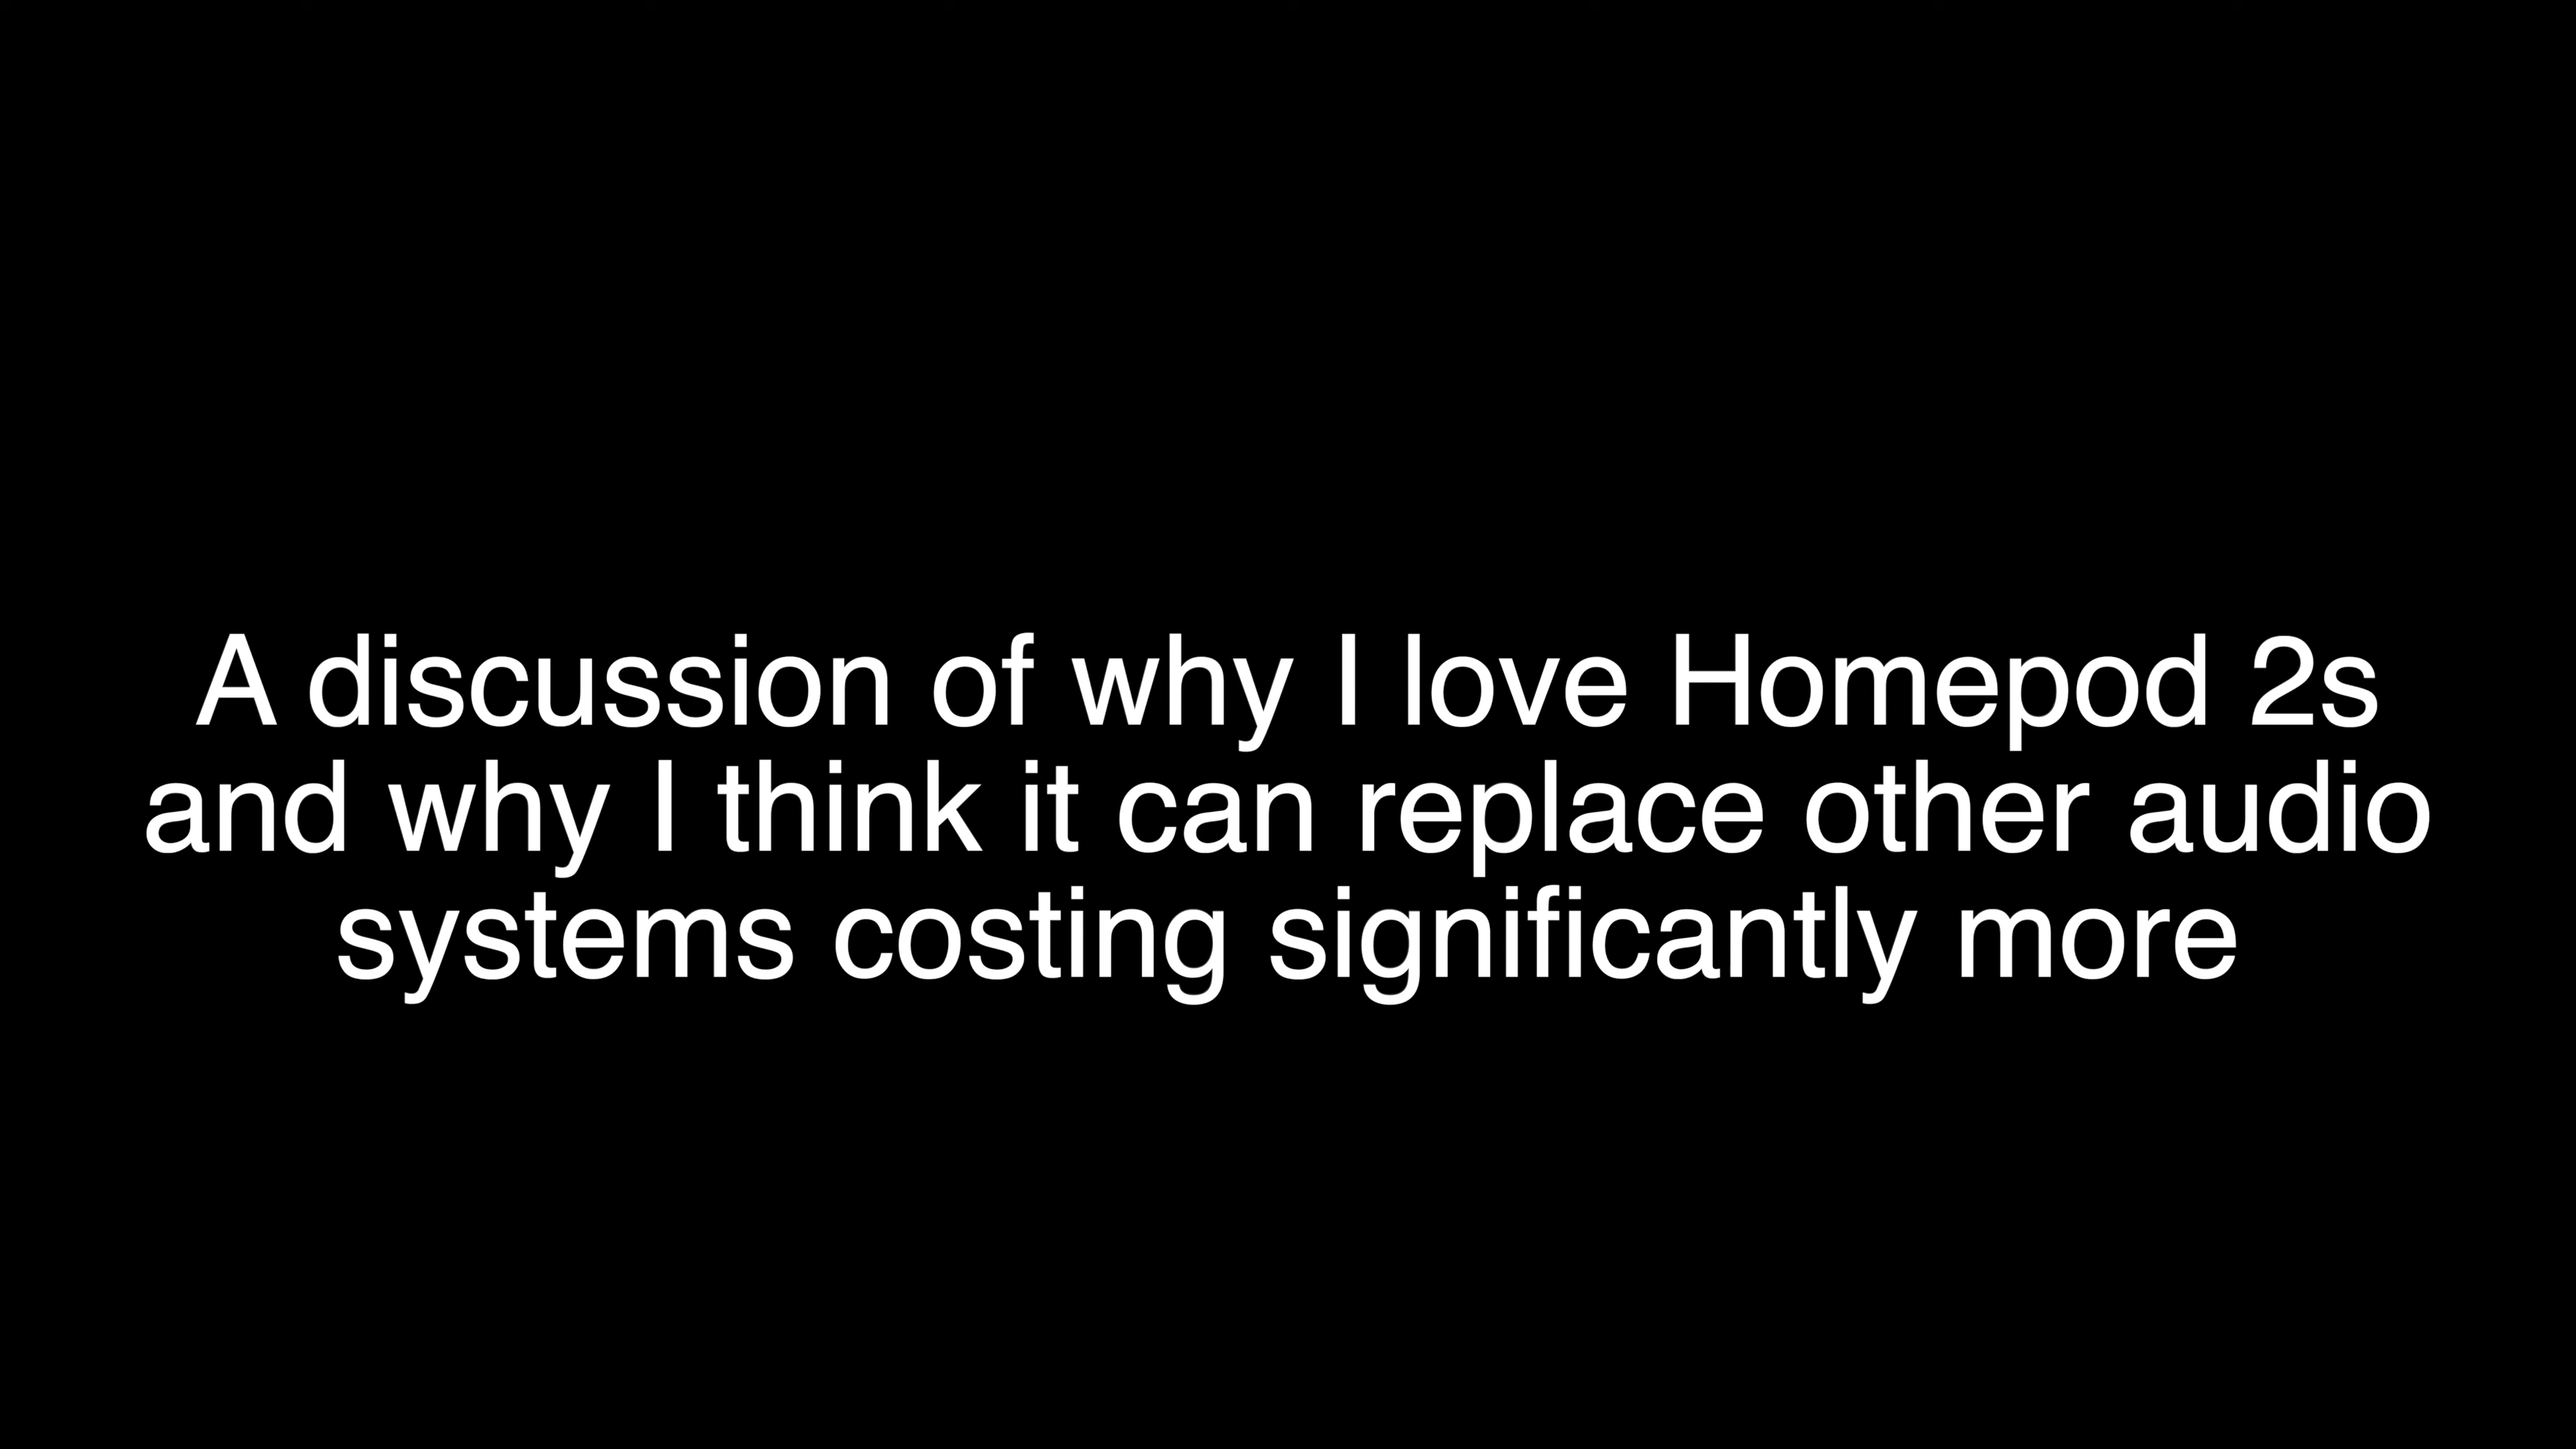 A discussion of why I love Homepod 2s
and why I think it can replace other audio
systems costing significantly more